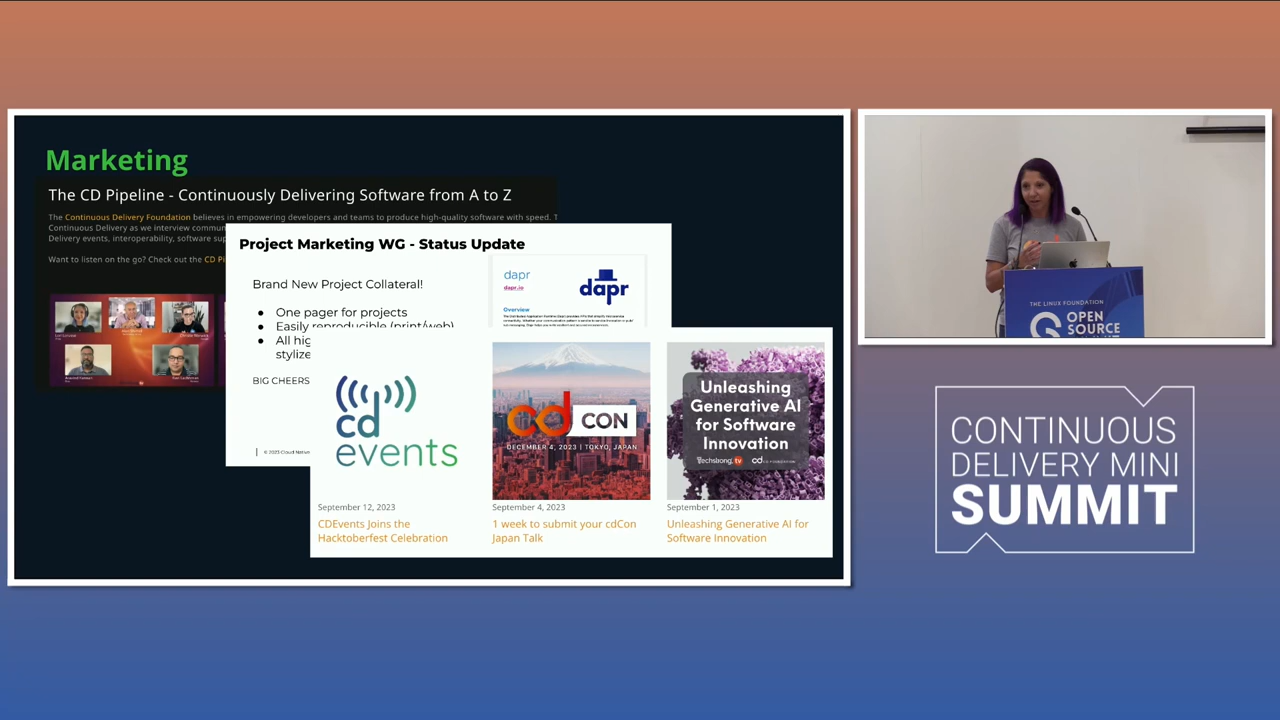 Marketing
The CD Pipeline - Continuously Delivering Software from A to Z
The Continuous Delivery Foundation believes in empowering developers and teams to produce high-quality software with speed. T
Continuous Delivery as we interview commun
Delivery events, interoperability, software sup
Want to listen on the go? Check out the CD Pi
Project Marketing WG - Status Update
Brand New Project Collateral!
● One pager for projects
● Easily reproducible (print/web)
● All hig
stylize
BIG CHEERS
© 2023 Cloud Native
dapr
dapr.io
dapr
Overview
cd
events
September 12, 2023
CDEvents Joins the
Hacktoberfest Celebration
cd CON
DECEMBER 4, 2023 | TOKYO, JAPAN
September 4, 2023
1 week to submit your cdCon
Japan Talk
Unleashing
Generative AI
for Software
Innovation
Techstrong.tv
September 1, 2023
Unleashing Generative AI for
Software Innovation
THE LINUX FOUNDATION
OPEN
SOURCE
CONTINUOUS
DELIVERY MINI
SUMMIT